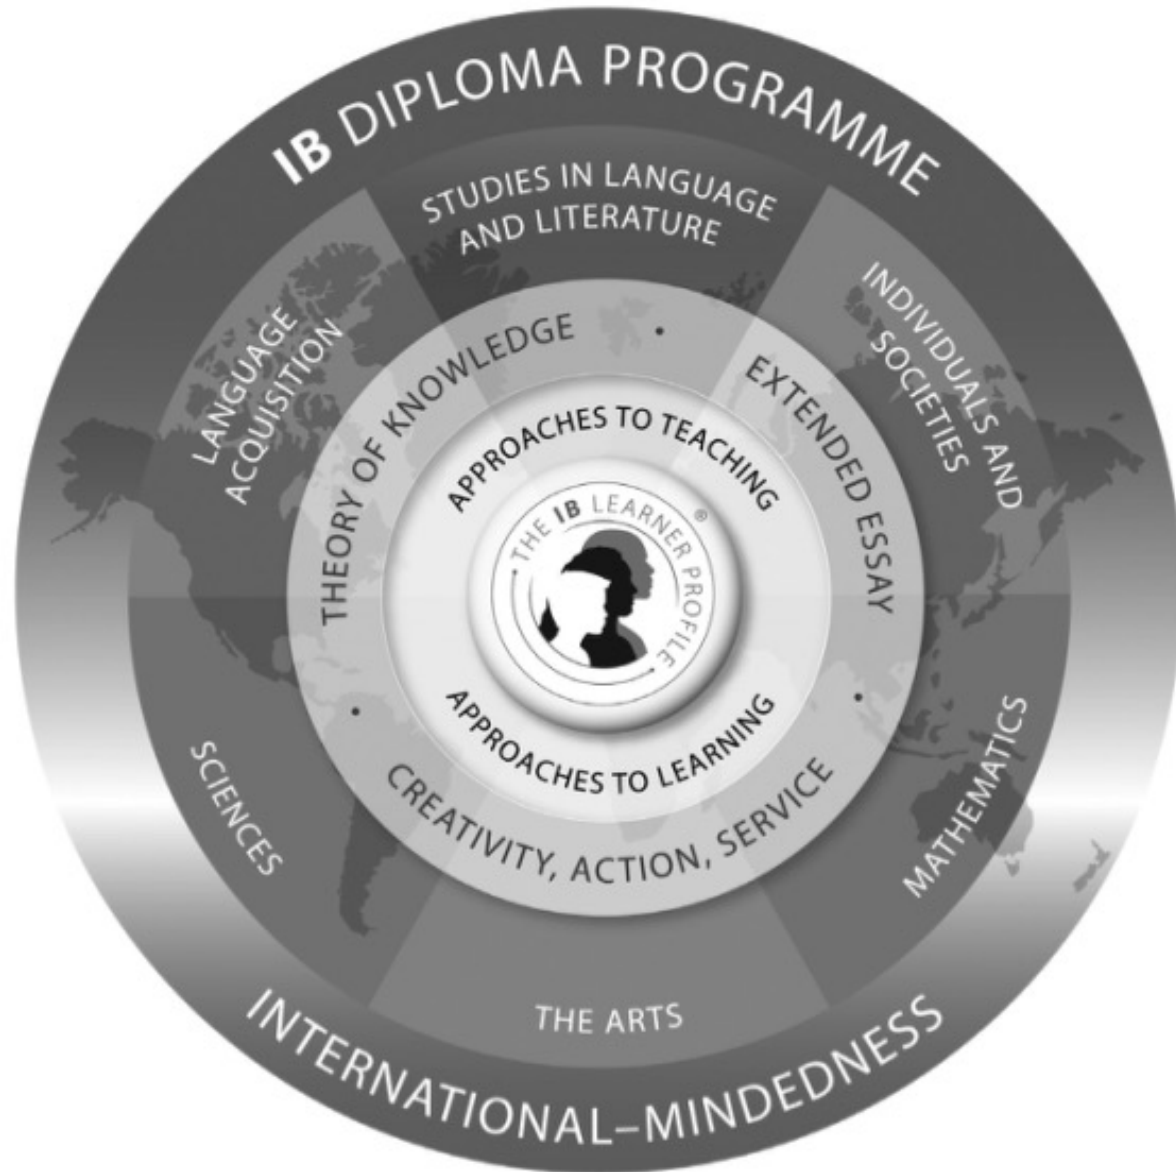 IB DIPLOMA PROGRAMME
STUDIES IN LANGUAGE
AND LITERATURE
LANGUAGE
ACQUISITION
INDIVIDUALS AND
SOCIETIES
THEORY OF KNOWLEDGE
EXTENDED ESSAY
APPROACHES TO TEACHING
THE IB LEARNER PROFILE ®
APPROACHES TO LEARNING
CREATIVITY, ACTION, SERVICE
SCIENCES
MATHEMATICS
THE ARTS
INTERNATIONAL–MINDEDNESS